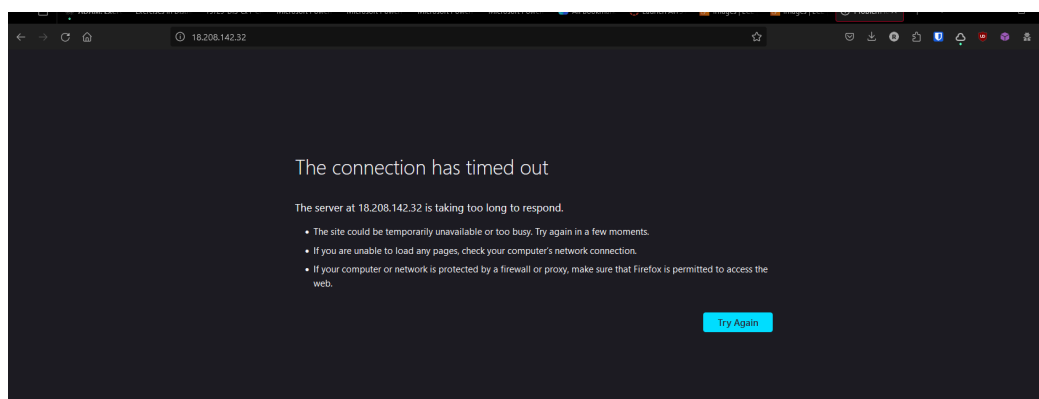 18.208.142.32
The connection has timed out
The server at 18.208.142.32 is taking too long to respond.
• The site could be temporarily unavailable or too busy. Try again in a few moments.
• If you are unable to load any pages, check your computer's network connection.
• If your computer or network is protected by a firewall or proxy, make sure that Firefox is permitted to access the
web.
Try Again